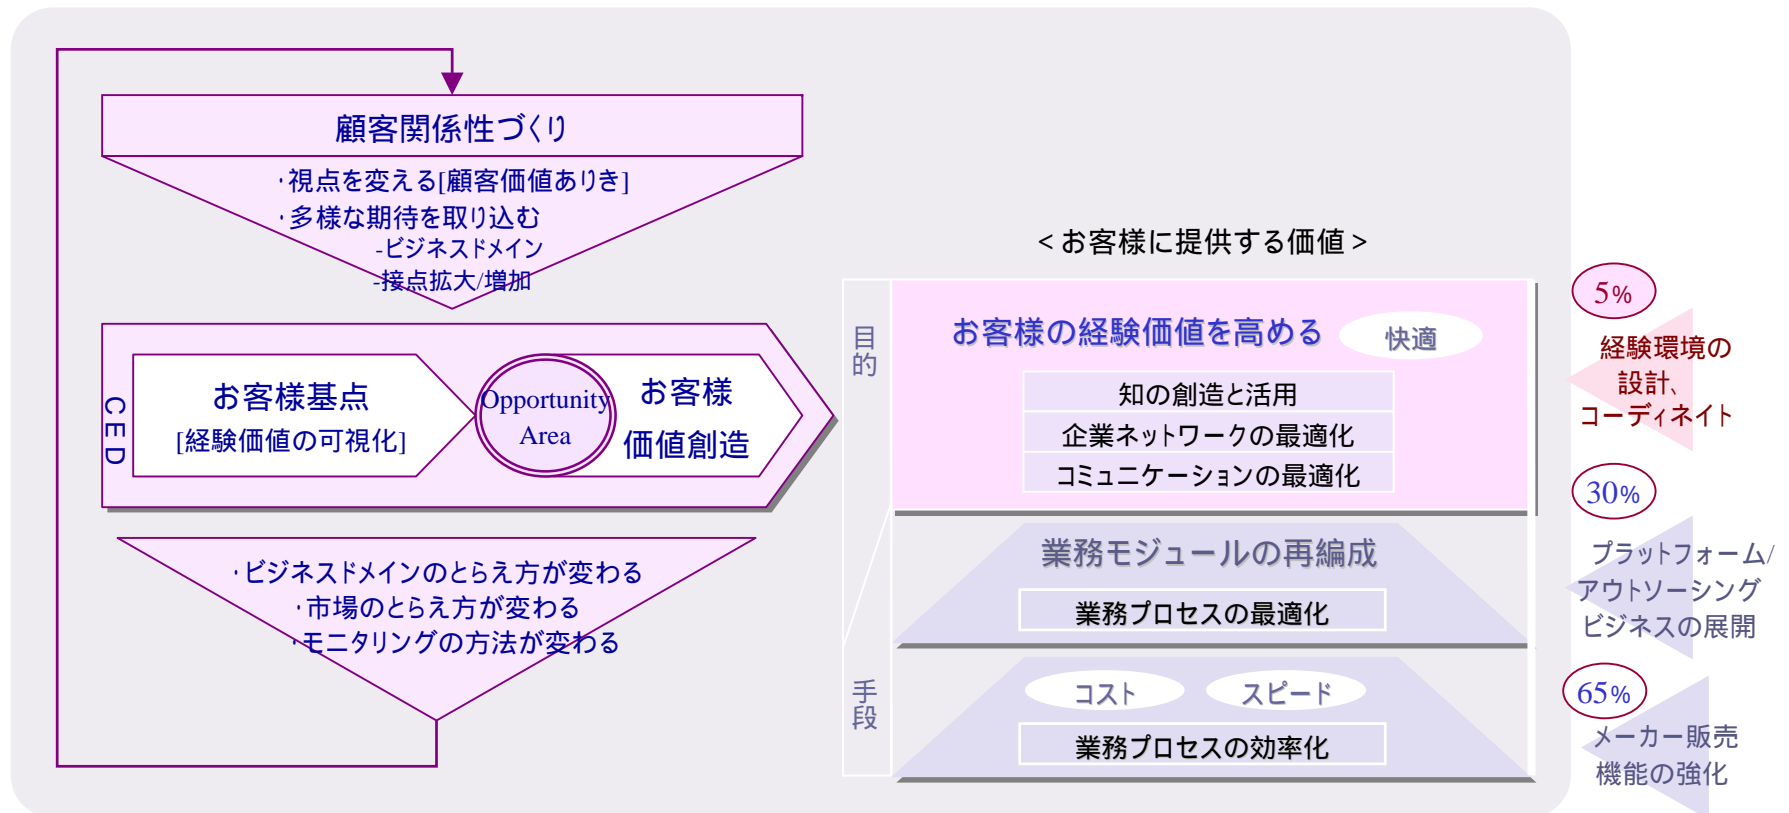 顧客関係性づくり
・視点を変える[顧客価値ありき]
・多様な期待を取り込む
-ビジネスドメイン
-接点拡大/増加
CED
お客様基点
[経験価値の可視化]
Opportunity
Area
お客様
価値創造
・ビジネスドメインのとらえ方が変わる
・市場のとらえ方が変わる
・モニタリングの方法が変わる
<お客様に提供する価値>
目的
お客様の経験価値を高める
快適
知の創造と活用
企業ネットワークの最適化
コミュニケーションの最適化
業務モジュールの再編成
業務プロセスの最適化
手段
コスト
スピード
業務プロセスの効率化
5%
経験環境の
設計、
コーディネイト
30%
プラットフォーム/
アウトソーシング
ビジネスの展開
65%
メーカー販売
機能の強化